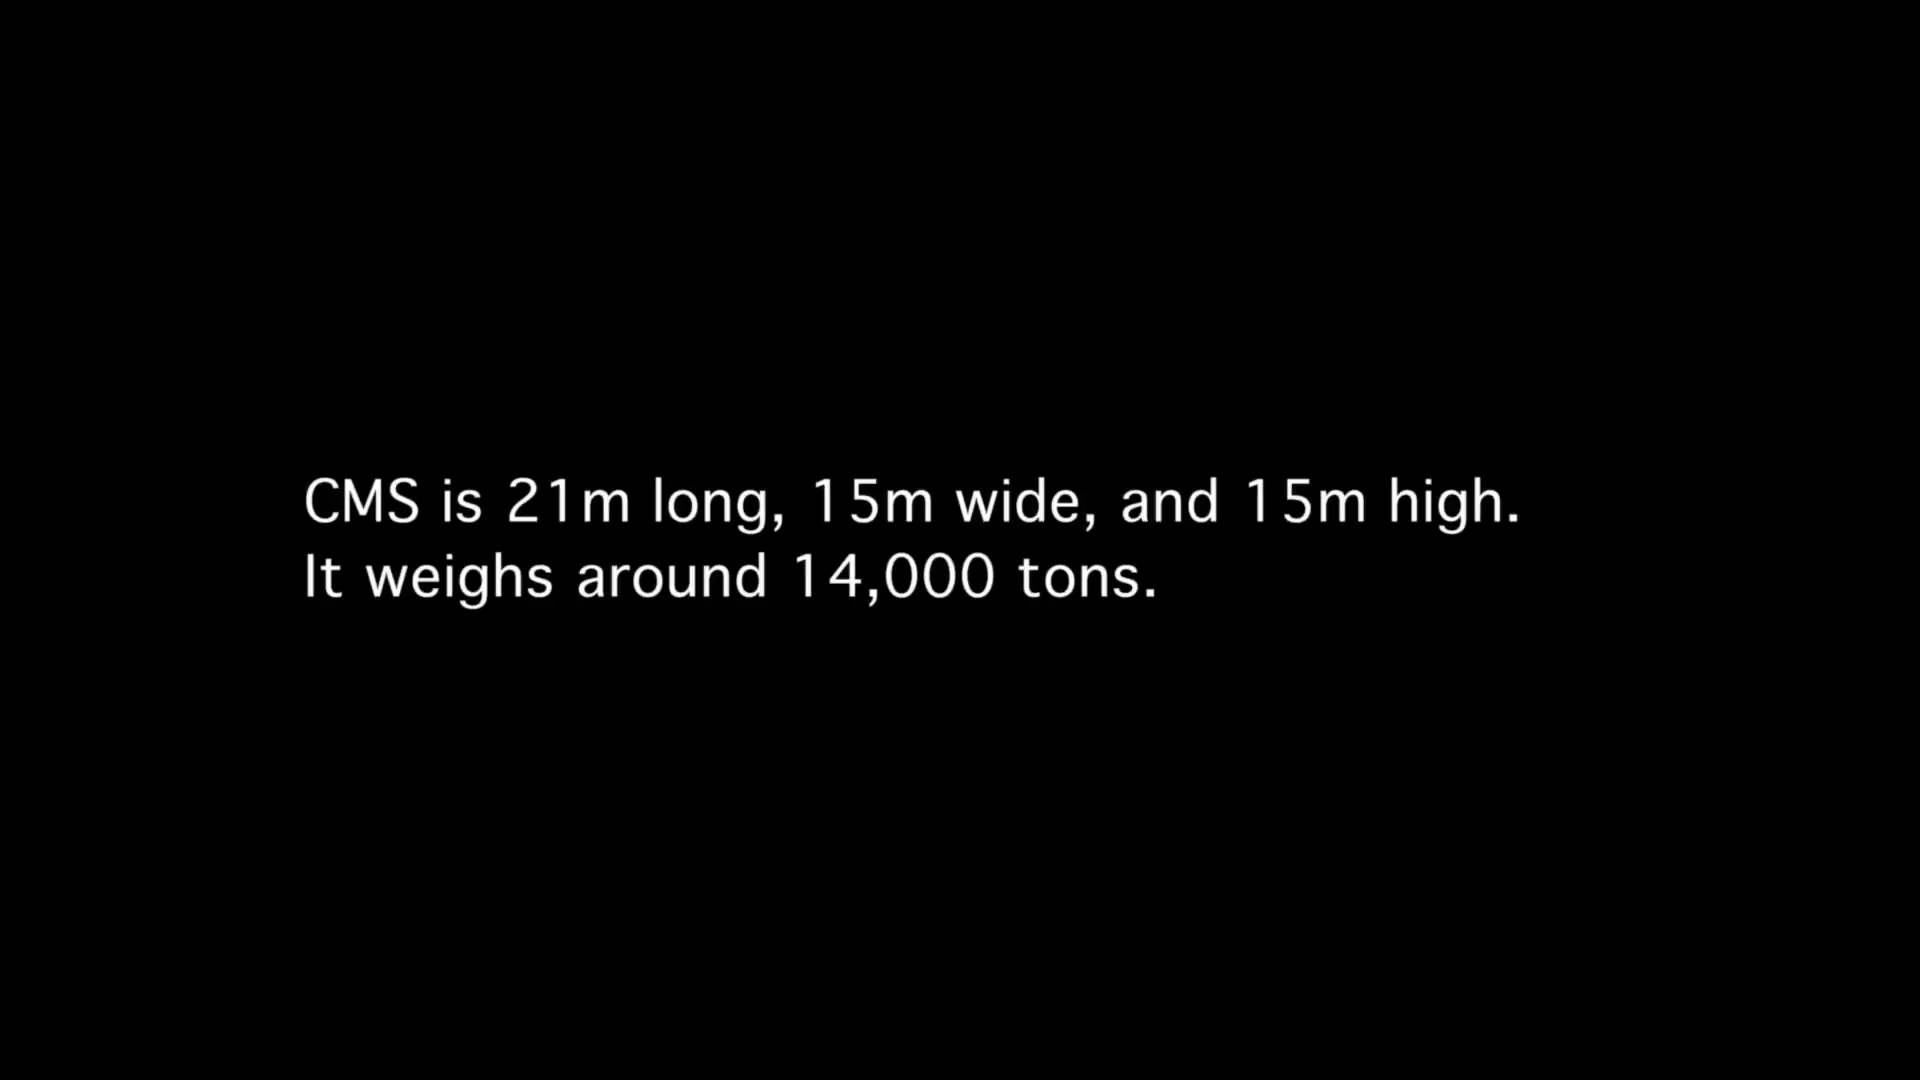 CMS is 21m long, 15m wide, and 15m high.
It weighs around 14,000 tons.